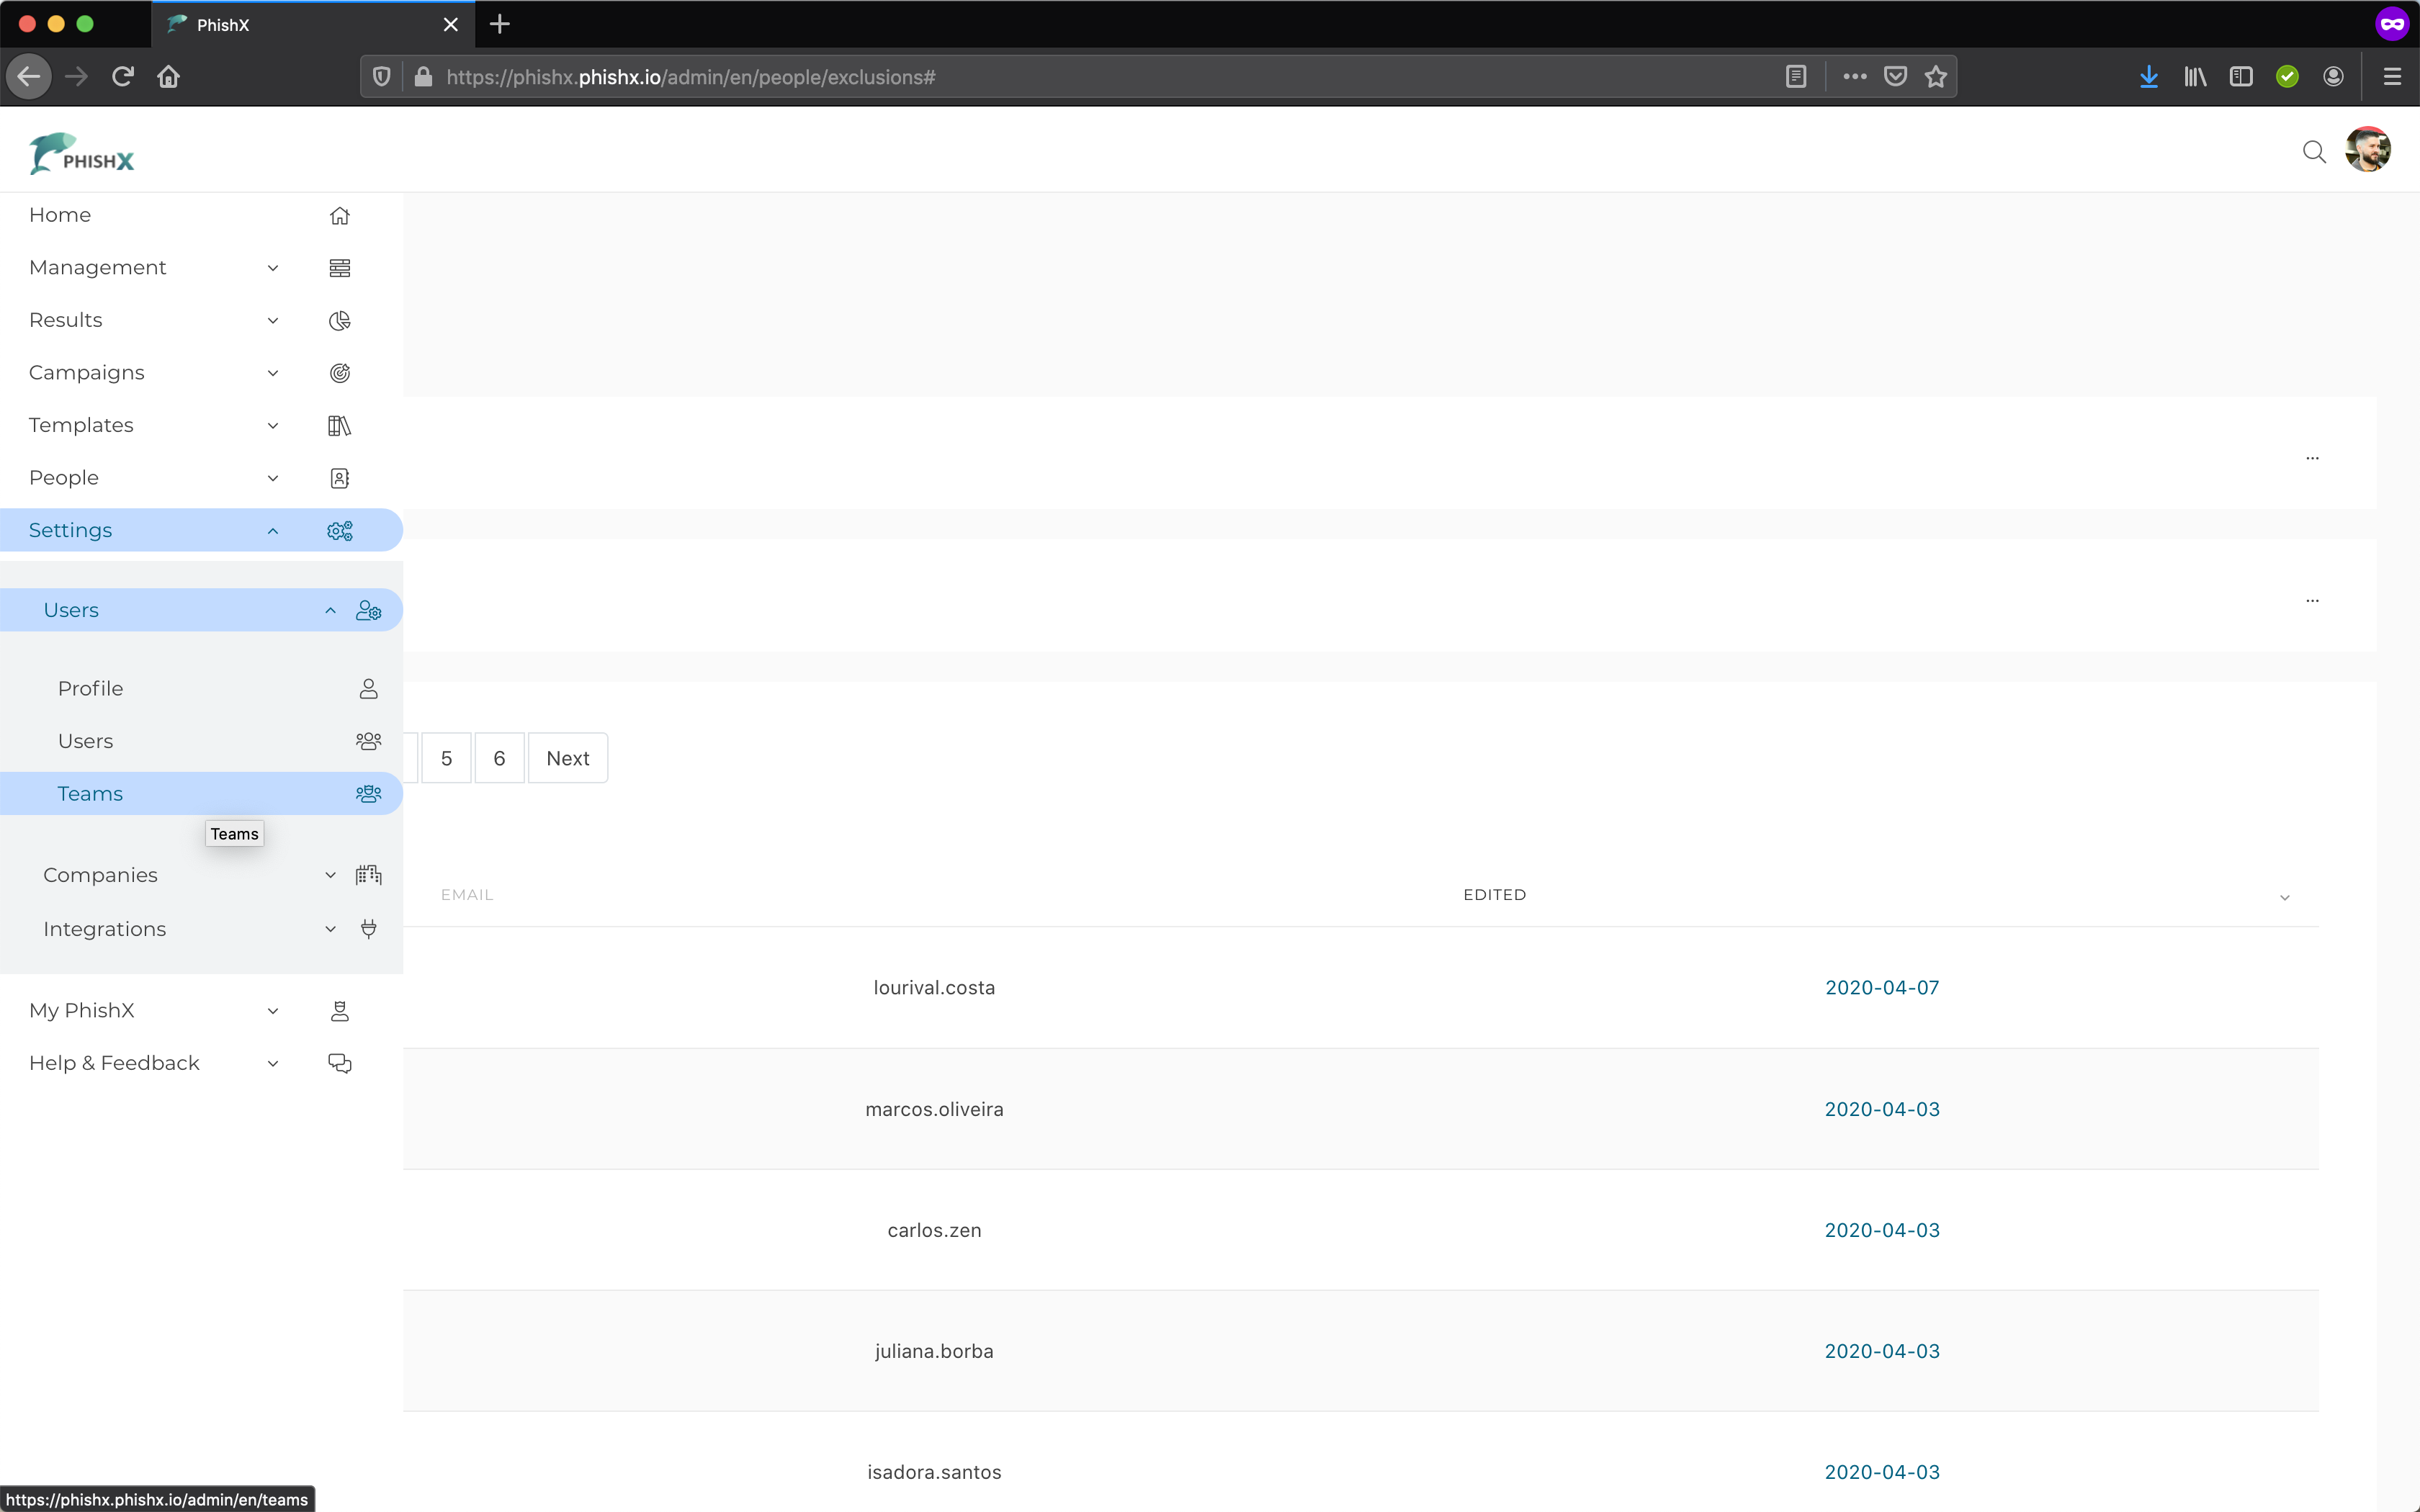 PhishX
https://phishx.phishx.io/admin/en/people/exclusions#
PHISHX
Home
Management
Results
Campaigns
Templates
People
...
Settings
Users
...
Profile
Users
5 6 Next
Teams
Teams
Companies
EMAIL EDITED
Integrations
lourival.costa 2020-04-07
My PhishX
Help & Feedback
marcos.oliveira 2020-04-03
carlos.zen 2020-04-03
juliana.borba 2020-04-03
isadora.santos 2020-04-03
https://phishx.phishx.io/admin/en/teams